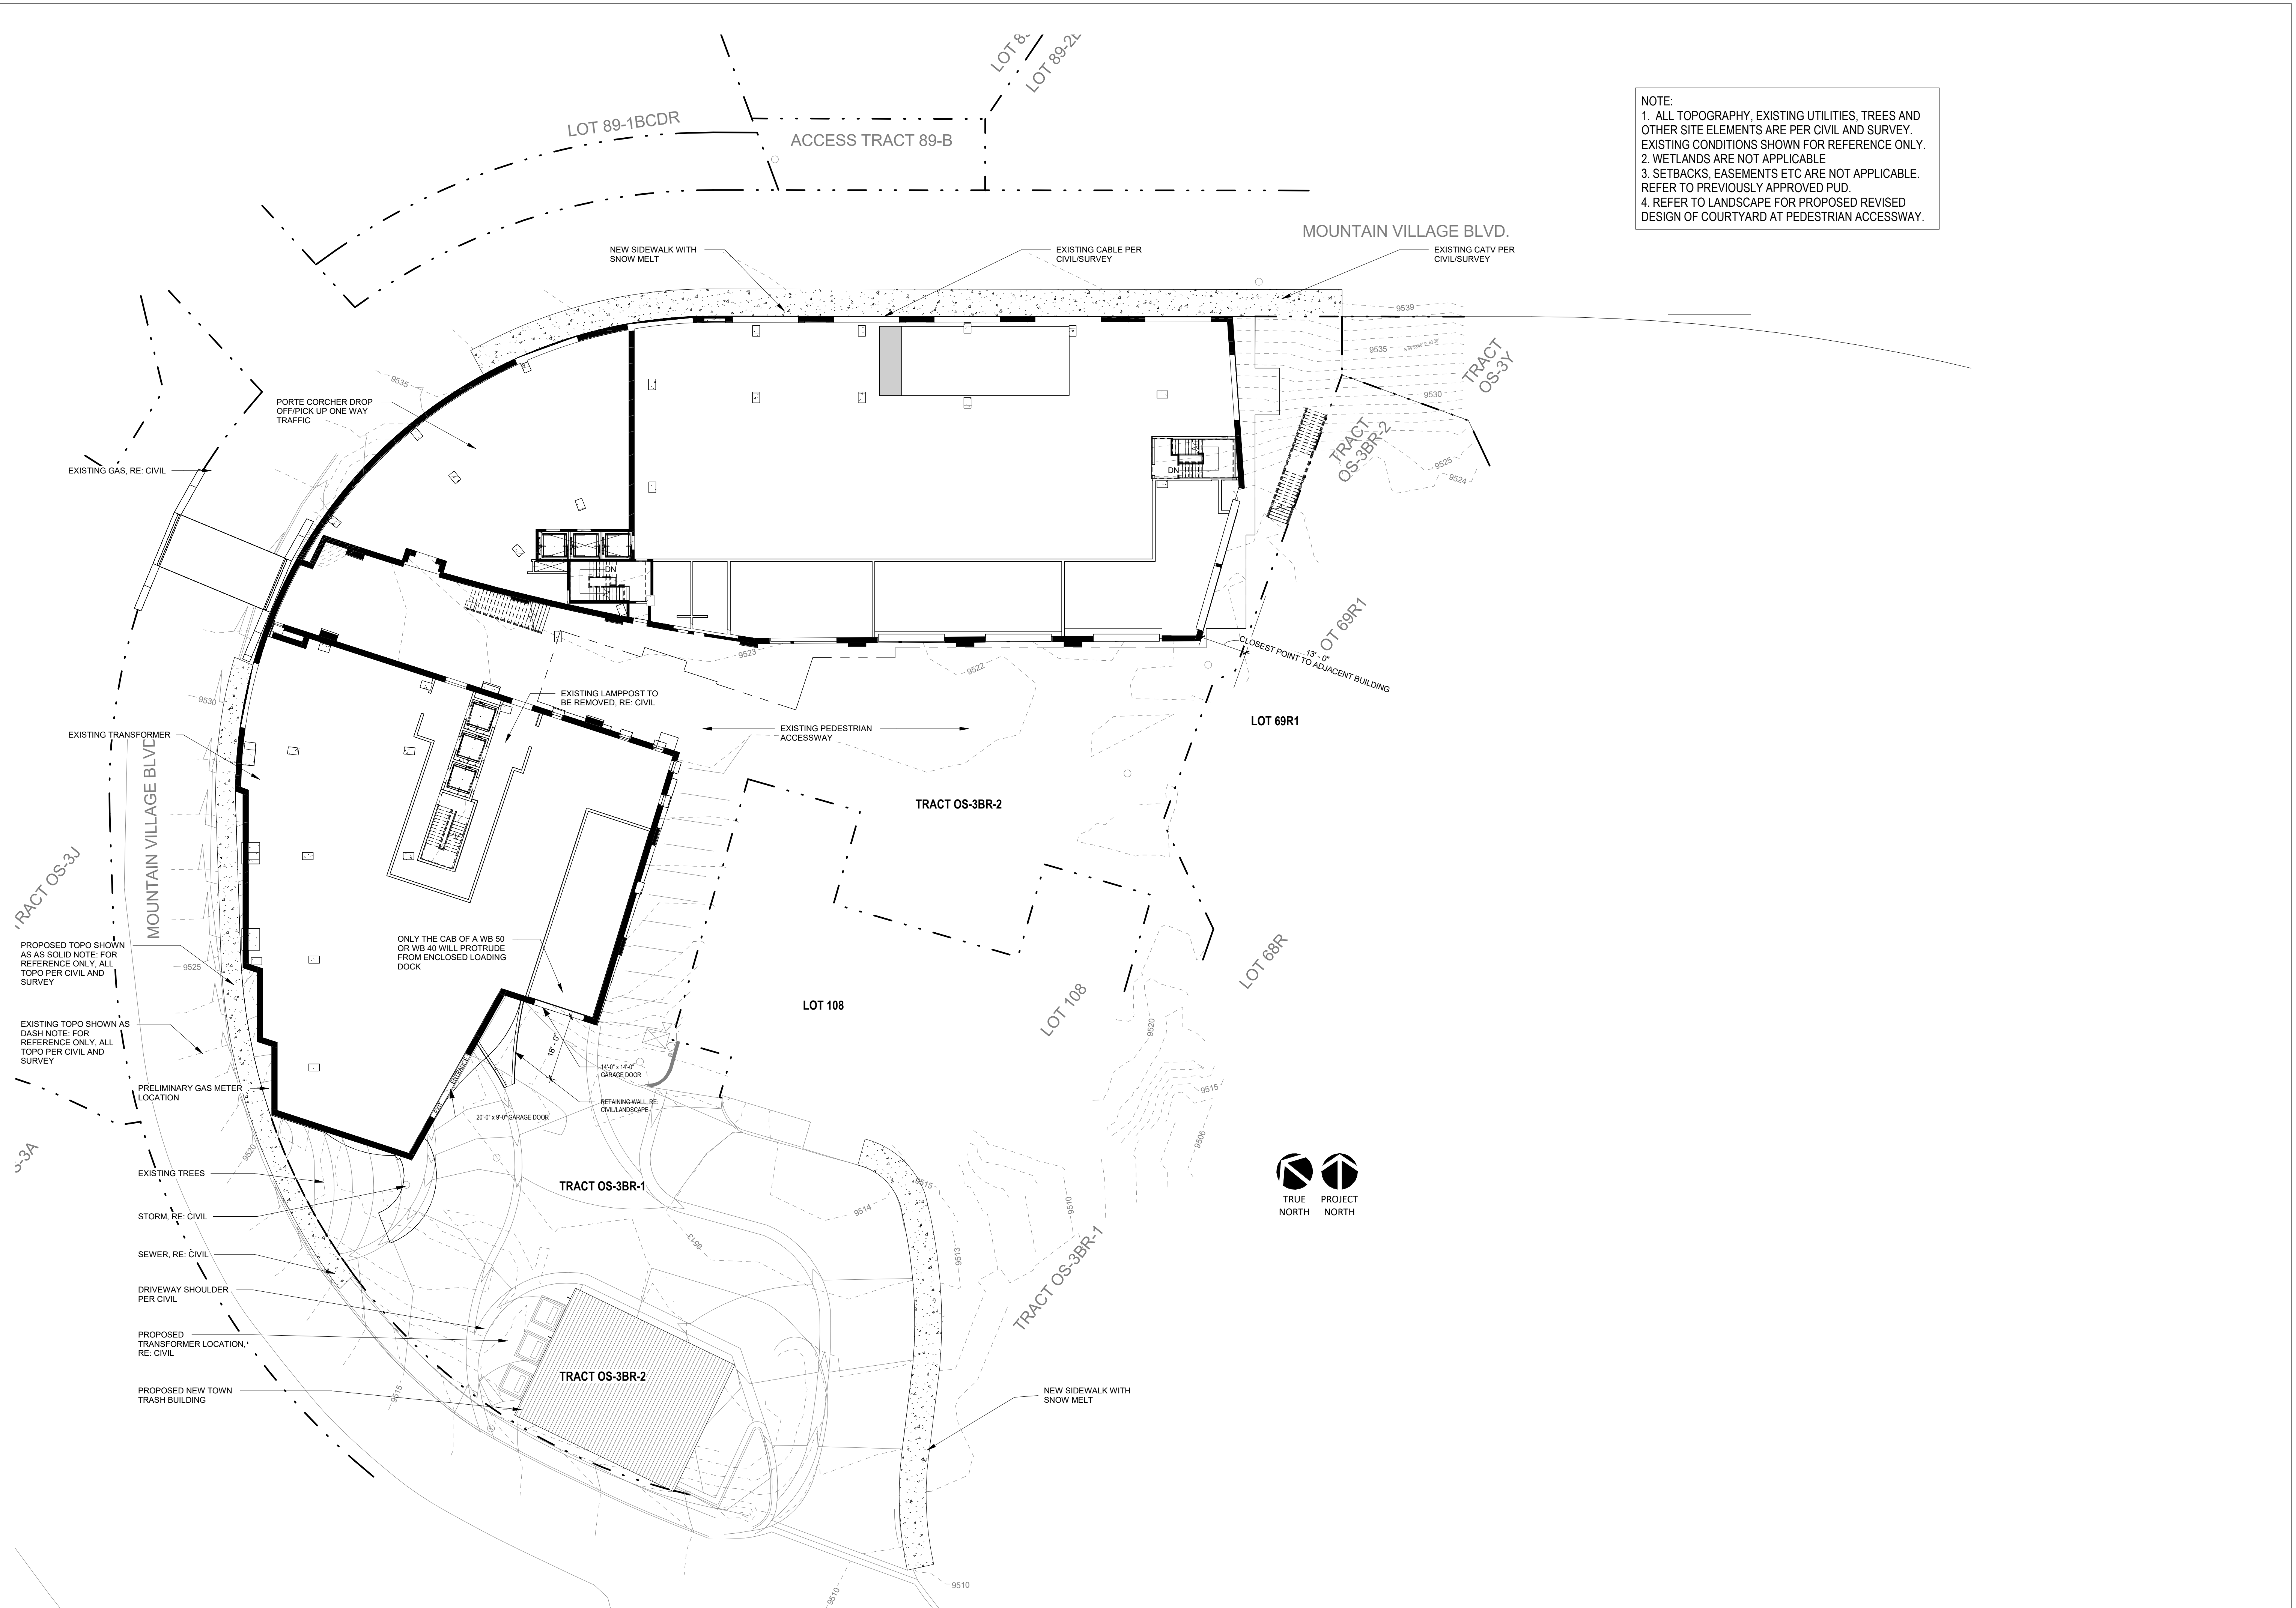 LOT 89-2
LOT 89-1BCDR
ACCESS TRACT 89-B
NOTE:
1. ALL TOPOGRAPHY, EXISTING UTILITIES, TREES AND
OTHER SITE ELEMENTS ARE PER CIVIL AND SURVEY.
EXISTING CONDITIONS SHOWN FOR REFERENCE ONLY.
2. WETLANDS ARE NOT APPLICABLE
3. SETBACKS, EASEMENTS ETC ARE NOT APPLICABLE.
REFER TO PREVIOUSLY APPROVED PUD.
4. REFER TO LANDSCAPE FOR PROPOSED REVISED
DESIGN OF COURTYARD AT PEDESTRIAN ACCESSWAY.
MOUNTAIN VILLAGE BLVD.
NEW SIDEWALK WITH
SNOW MELT
EXISTING CABLE PER
CIVIL/SURVEY
EXISTING CATV PER
CIVIL/SURVEY
9539
9535
TRACT
OS-3Y
9530
9535
PORTE CORCHER DROP
OFF/PICK UP ONE WAY
TRAFFIC
TRACT
OS-3BR-2
9525
9524
EXISTING GAS, RE: CIVIL
DN
DN
LOT 69R1
13' - 0"
CLOSEST POINT TO ADJACENT BUILDING
9523
9522
9530
EXISTING LAMPPOST TO
BE REMOVED, RE: CIVIL
EXISTING PEDESTRIAN
ACCESSWAY
LOT 69R1
EXISTING TRANSFORMER
MOUNTAIN VILLAGE BLVD
TRACT OS-3BR-2
TRACT OS-3J
ONLY THE CAB OF A WB 50
OR WB 40 WILL PROTRUDE
FROM ENCLOSED LOADING
DOCK
PROPOSED TOPO SHOWN
AS AS SOLID NOTE: FOR
REFERENCE ONLY, ALL
TOPO PER CIVIL AND
SURVEY
9525
LOT 68R
LOT 108
LOT 108
9520
EXISTING TOPO SHOWN AS
DASH NOTE: FOR
REFERENCE ONLY, ALL
TOPO PER CIVIL AND
SURVEY
18' - 0"
ENTRANCE
EXIT
14'-0" x 14'-0"
GARAGE DOOR
PRELIMINARY GAS METER
LOCATION
RETAINING WALL, RE:
CIVIL/LANDSCAPE
20'-0" x 9'-0" GARAGE DOOR
9515
9506
9520
S-3A
EXISTING TREES
TRACT OS-3BR-1
9515
9514
9510
TRUE
NORTH
PROJECT
NORTH
STORM, RE: CIVIL
9513
9513
SEWER, RE: CIVIL
TRACT OS-3BR-1
DRIVEWAY SHOULDER
PER CIVIL
PROPOSED
TRANSFORMER LOCATION,
RE: CIVIL
TRACT OS-3BR-2
PROPOSED NEW TOWN
TRASH BUILDING
9515
NEW SIDEWALK WITH
SNOW MELT
9510
9510